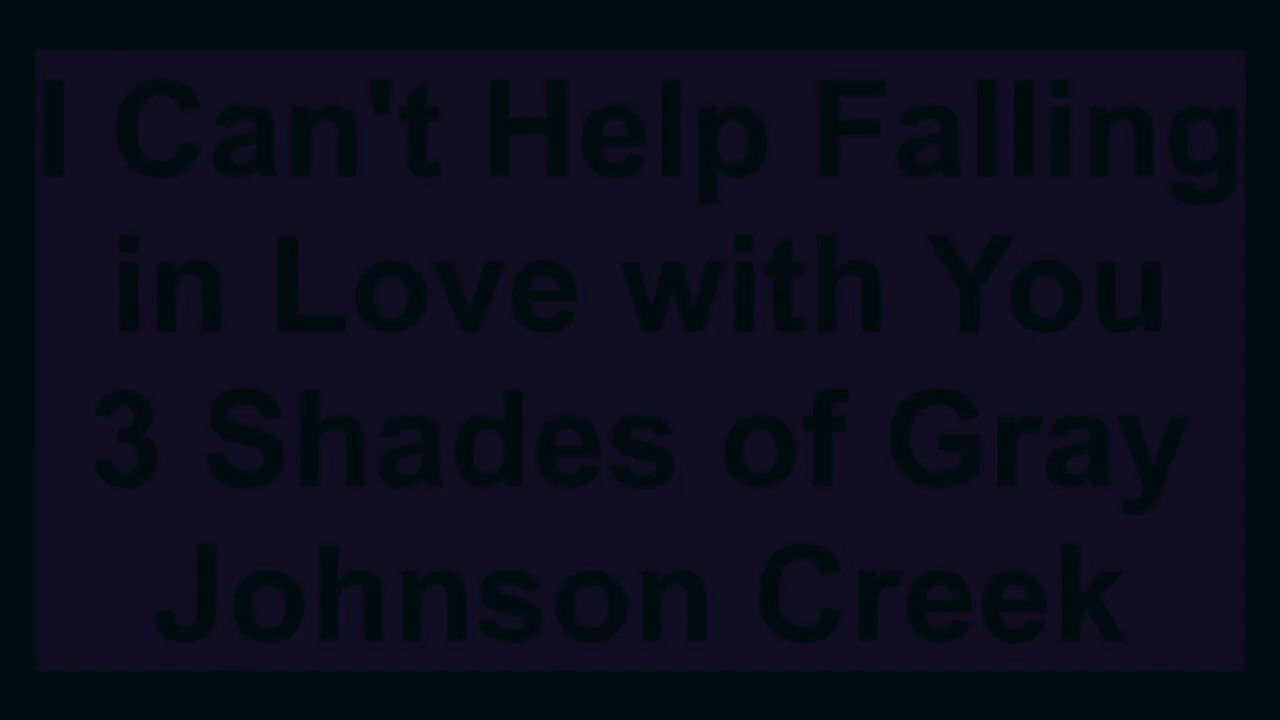 I Can't Help Falling
in Love with You
3 Shades of Gray
Johnson Creek